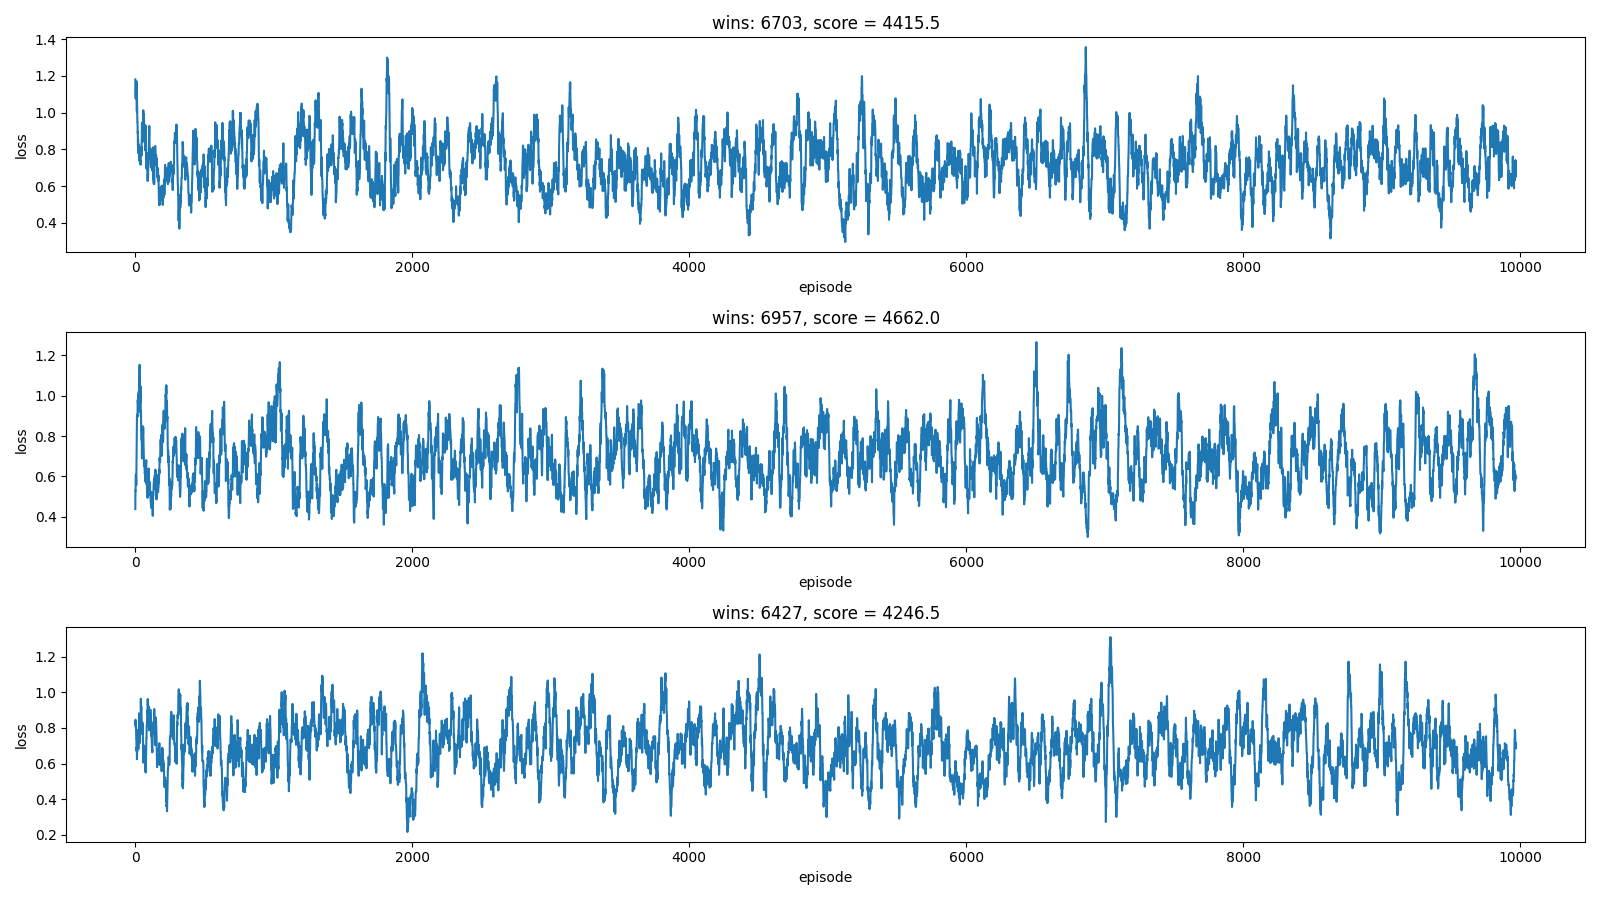 wins: 6703, score = 4415.5
1.4
1.2
1.0
0.8
0.6
0.4
loss
0 2000 4000 6000 8000 10000
episode
wins: 6957, score = 4662.0
1.2
1.0
0.8
0.6
0.4
loss
0 2000 4000 6000 8000 10000
episode
wins: 6427, score = 4246.5
1.2
1.0
0.8
0.6
0.4
0.2
loss
0 2000 4000 6000 8000 10000
episode